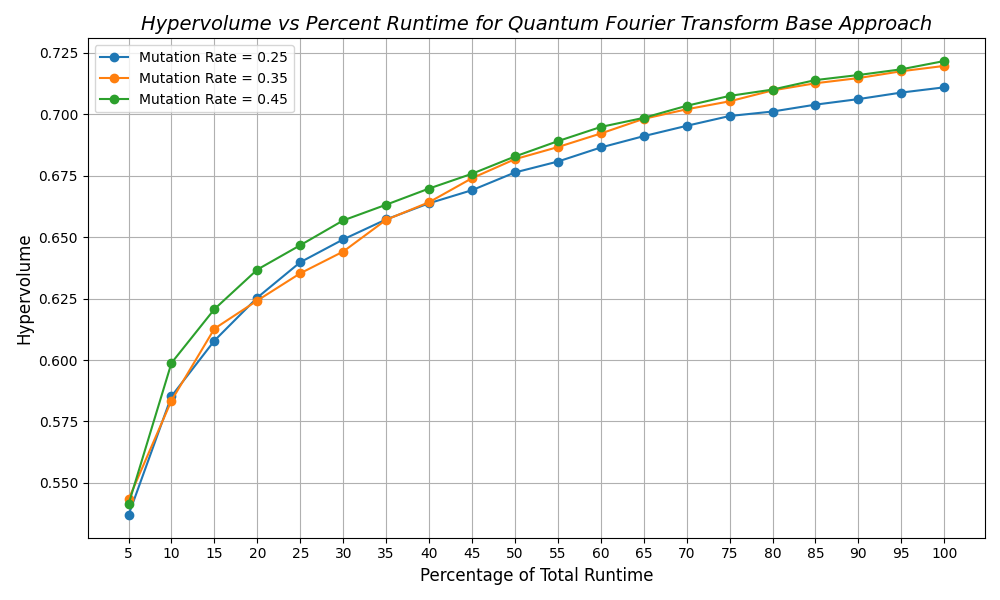 Hypervolume vs Percent Runtime for Quantum Fourier Transform Base Approach
Mutation Rate = 0.25
Mutation Rate = 0.35
Mutation Rate = 0.45
0.725
0.700
0.675
0.650
0.625
0.600
0.575
0.550
Hypervolume
5 10 15 20 25 30 35 40 45 50 55 60 65 70 75 80 85 90 95 100
Percentage of Total Runtime